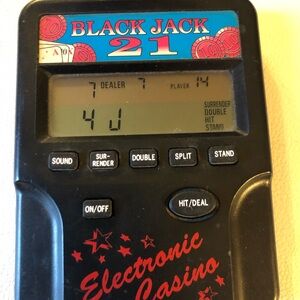 BLACK JACK
21
7 DEALER 7 PLAYER 14
4 J
SURRENDER
DOUBLE
HIT
STAND
SOUND
SUR-
RENDER
DOUBLE
SPLIT
STAND
ON/OFF
HIT/DEAL
Electronic
Casino